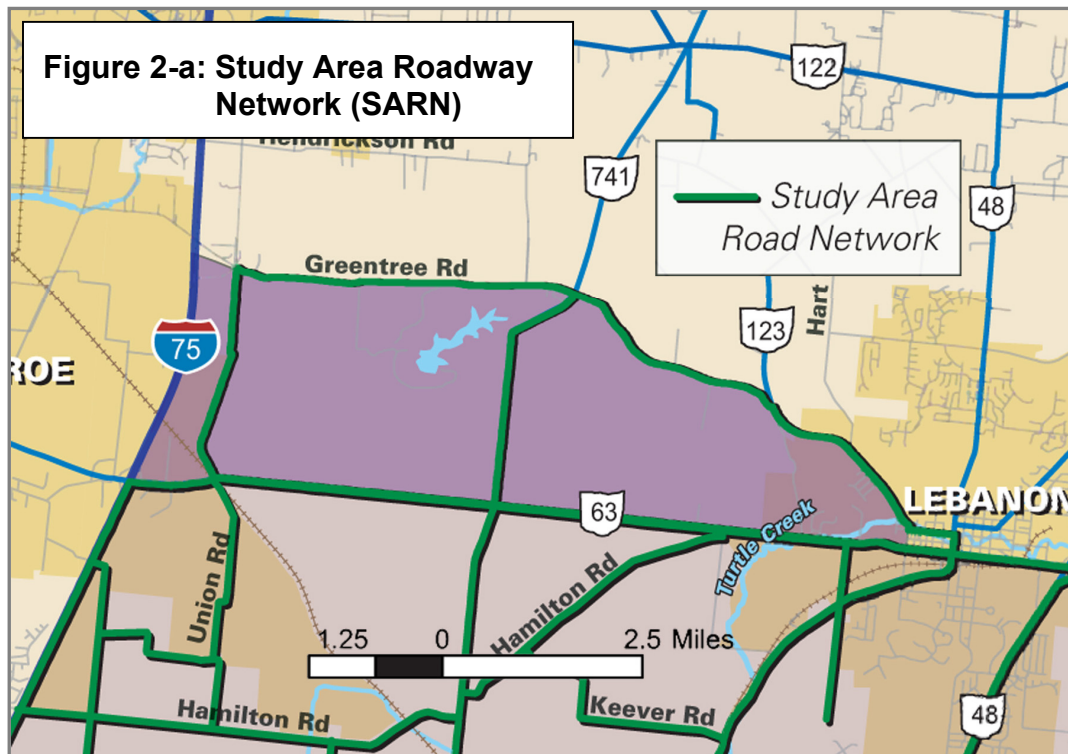 Figure 2-a: Study Area Roadway
Network (SARN)
122
Hendrickson Rd
741
Study Area
Road Network
48
Greentree Rd
123
Hart
75
ROE
LEBANON
63
Turtle Creek
Union Rd
Hamilton Rd
1.25 0 2.5 Miles
Hamilton Rd
Keever Rd
48